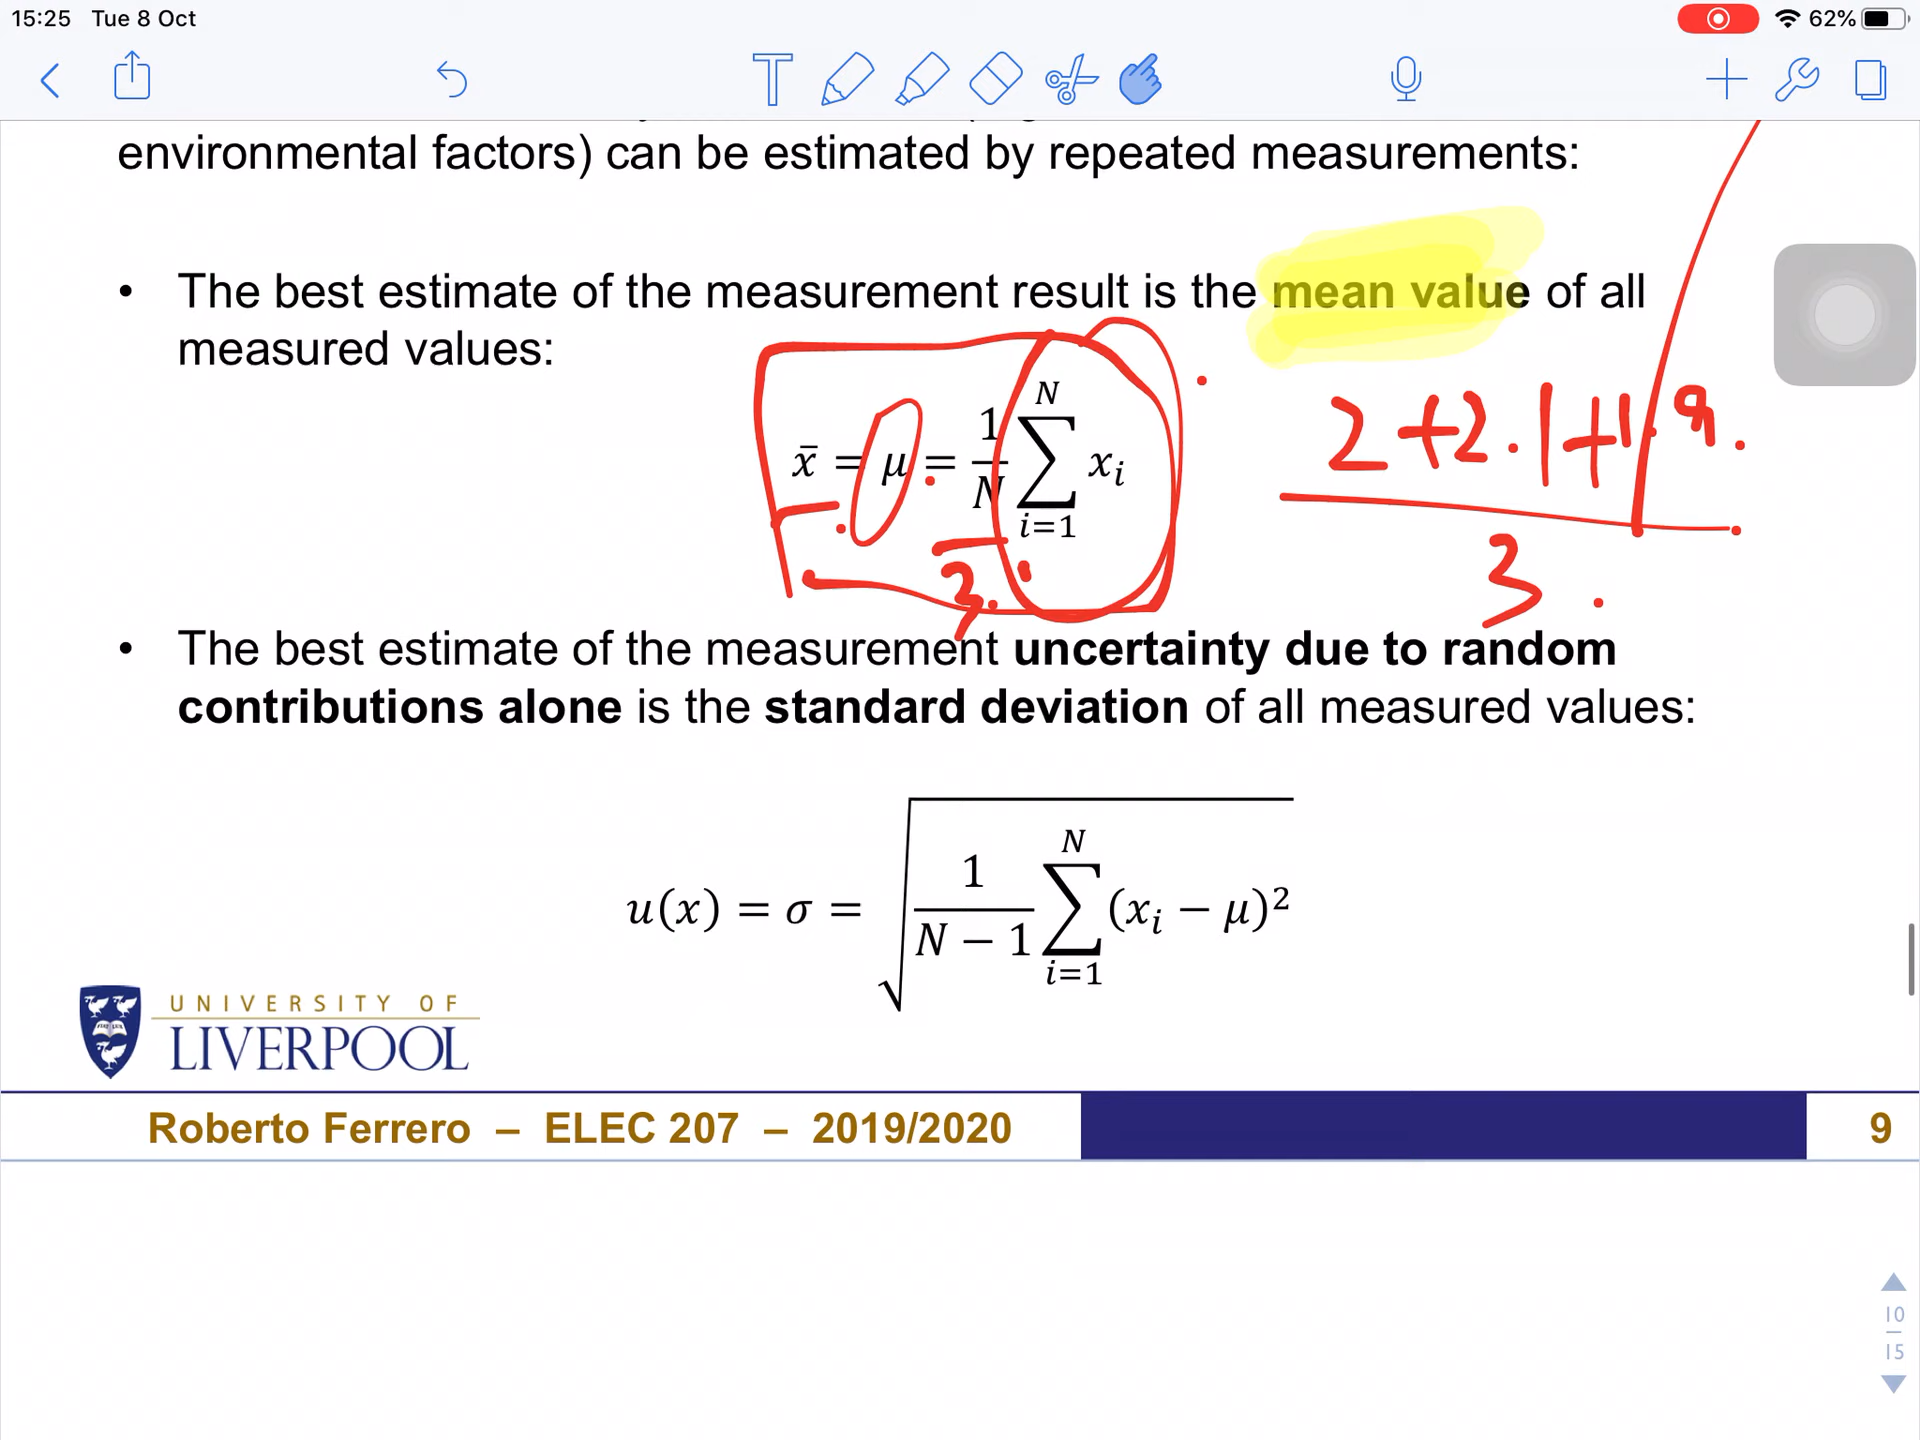 15:25 Tue 8 Oct 62%
environmental factors) can be estimated by repeated measurements:
• The best estimate of the measurement result is the mean value of all
measured values:
x̄ = μ = 1/N ∑_{i=1}^{N} x_i
3.
2+2.1+1.9.
3.
• The best estimate of the measurement uncertainty due to random
contributions alone is the standard deviation of all measured values:
u(x) = σ = √(1/(N − 1) ∑_{i=1}^{N} (x_i − μ)²)
UNIVERSITY OF
LIVERPOOL
Roberto Ferrero – ELEC 207 – 2019/2020 9
10
15